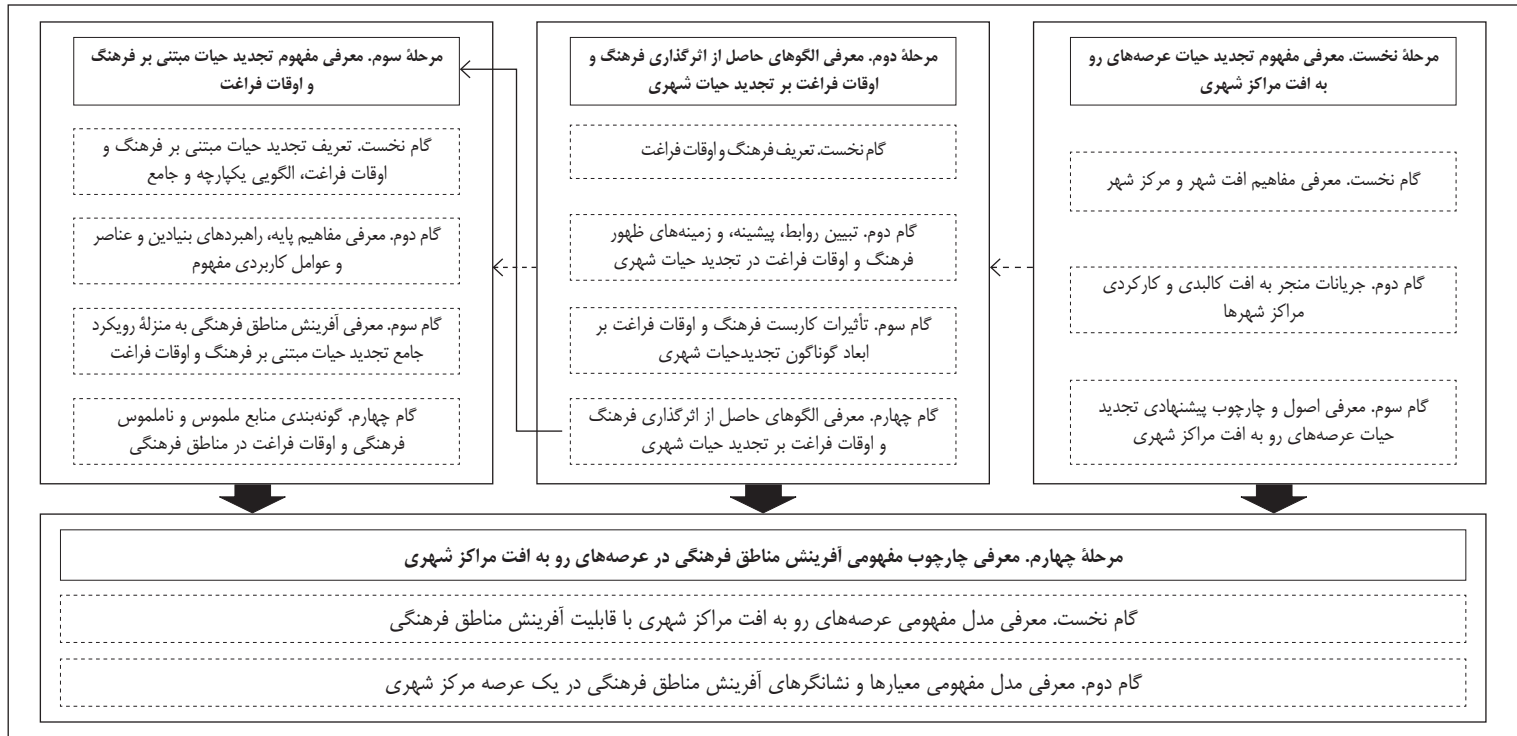 مرحلهٔ نخست. معرفی مفهوم تجدید حیات عرصه‌های رو
به افت مراکز شهری
گام نخست. معرفی مفاهیم افت شهر و مرکز شهر
گام دوم. جریانات منجر به افت کالبدی و کارکردی
مراکز شهرها
گام سوم. معرفی اصول و چارچوب پیشنهادی تجدید
حیات عرصه‌های رو به افت مراکز شهری
مرحلهٔ دوم. معرفی الگوهای حاصل از اثرگذاری فرهنگ و
اوقات فراغت بر تجدید حیات شهری
گام نخست. تعریف فرهنگ و اوقات فراغت
گام دوم. تبیین روابط، پیشینه، و زمینه‌های ظهور
فرهنگ و اوقات فراغت در تجدید حیات شهری
گام سوم. تأثیرات کاربست فرهنگ و اوقات فراغت بر
ابعاد گوناگون تجدیدحیات شهری
گام چهارم. معرفی الگوهای حاصل از اثرگذاری فرهنگ
و اوقات فراغت بر تجدید حیات شهری
مرحلهٔ سوم. معرفی مفهوم تجدید حیات مبتنی بر فرهنگ
و اوقات فراغت
گام نخست. تعریف تجدید حیات مبتنی بر فرهنگ و
اوقات فراغت، الگویی یکپارچه و جامع
گام دوم. معرفی مفاهیم پایه، راهبردهای بنیادین و عناصر
و عوامل کاربردی مفهوم
گام سوم. معرفی آفرینش مناطق فرهنگی به منزلهٔ رویکرد
جامع تجدید حیات مبتنی بر فرهنگ و اوقات فراغت
گام چهارم. گونه‌بندی منابع ملموس و ناملموس
فرهنگی و اوقات فراغت در مناطق فرهنگی
مرحلهٔ چهارم. معرفی چارچوب مفهومی آفرینش مناطق فرهنگی در عرصه‌های رو به افت مراکز شهری
گام نخست. معرفی مدل مفهومی عرصه‌های رو به افت مراکز شهری با قابلیت آفرینش مناطق فرهنگی
گام دوم. معرفی مدل مفهومی معیارها و نشانگرهای آفرینش مناطق فرهنگی در یک عرصه مرکز شهری